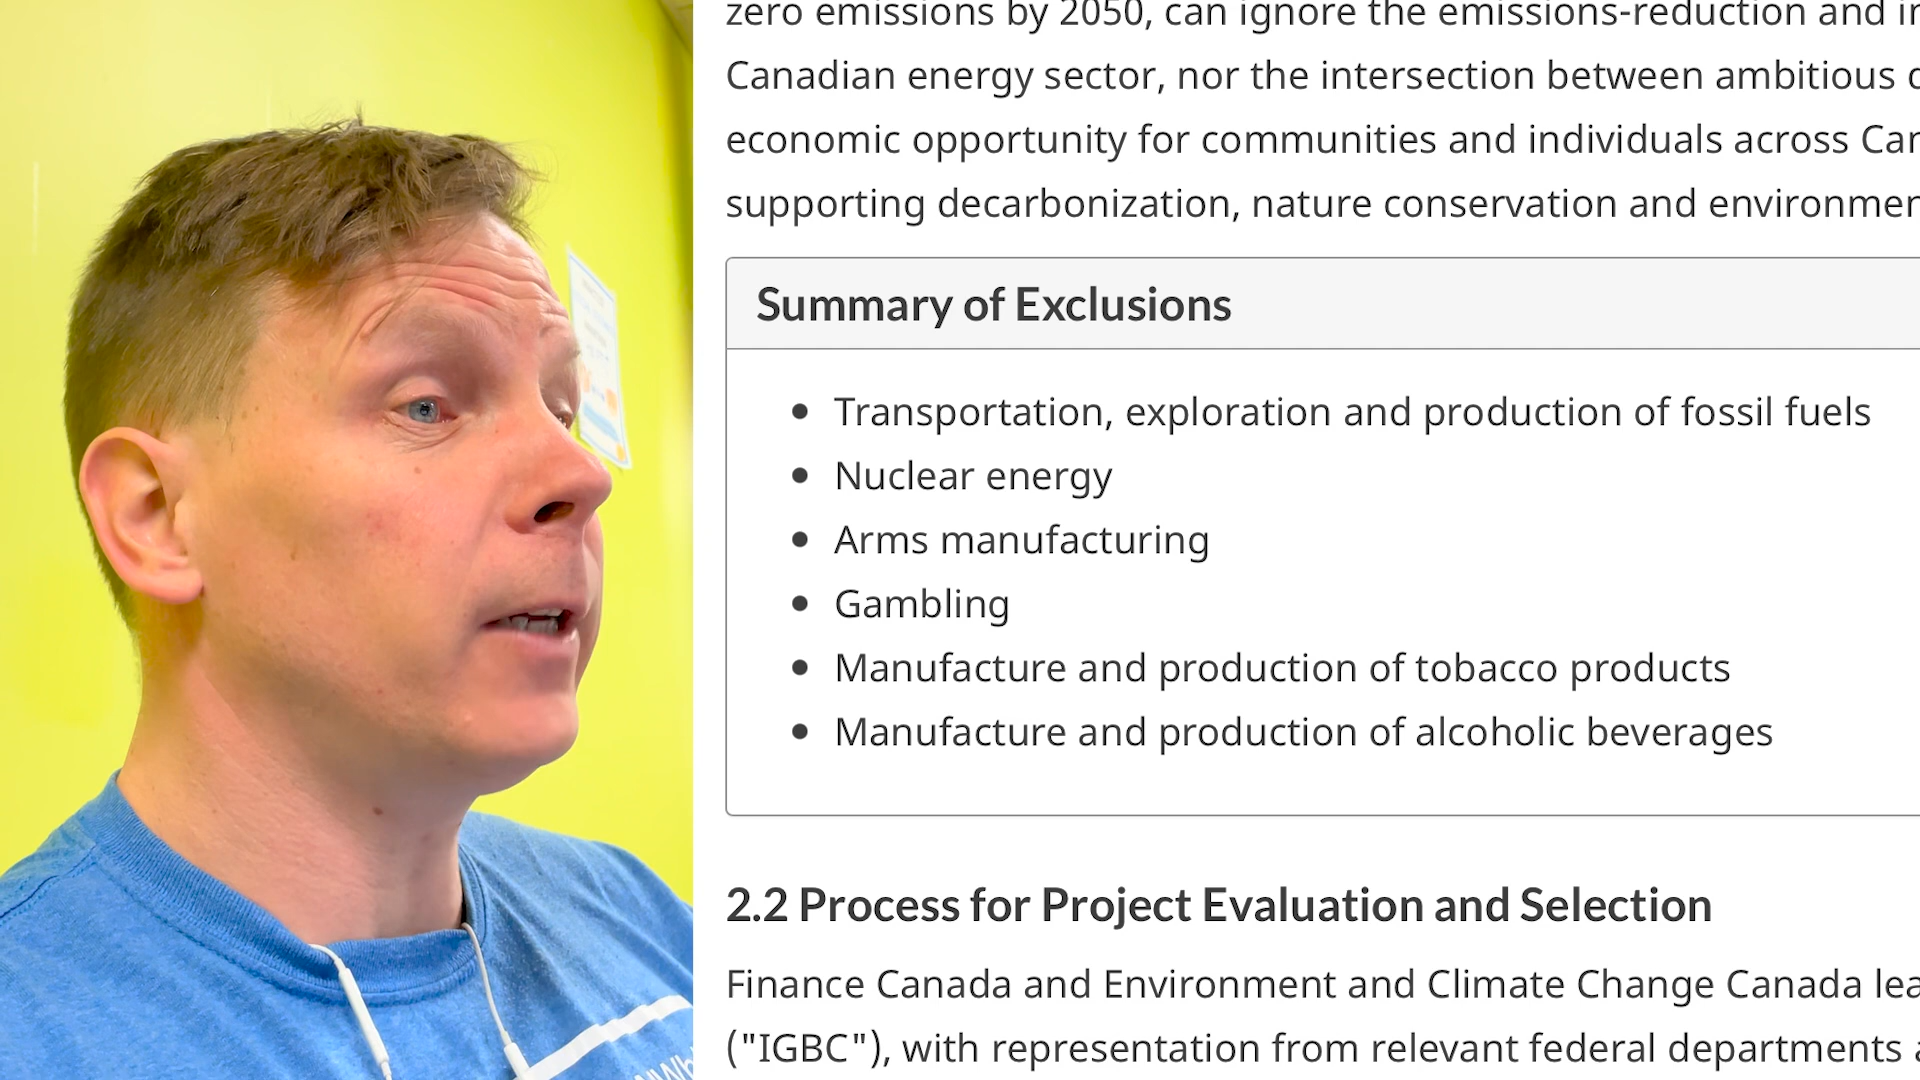 zero emissions by 2050, can ignore the emissions-reduction and
Canadian energy sector, nor the intersection between ambitious
economic opportunity for communities and individuals across
supporting decarbonization, nature conservation and
Summary of Exclusions
• Transportation, exploration and production of fossil fuels
• Nuclear energy
• Arms manufacturing
• Gambling
• Manufacture and production of tobacco products
• Manufacture and production of alcoholic beverages
2.2 Process for Project Evaluation and Selection
Finance Canada and Environment and Climate Change Canada
("IGBC"), with representation from relevant federal departments